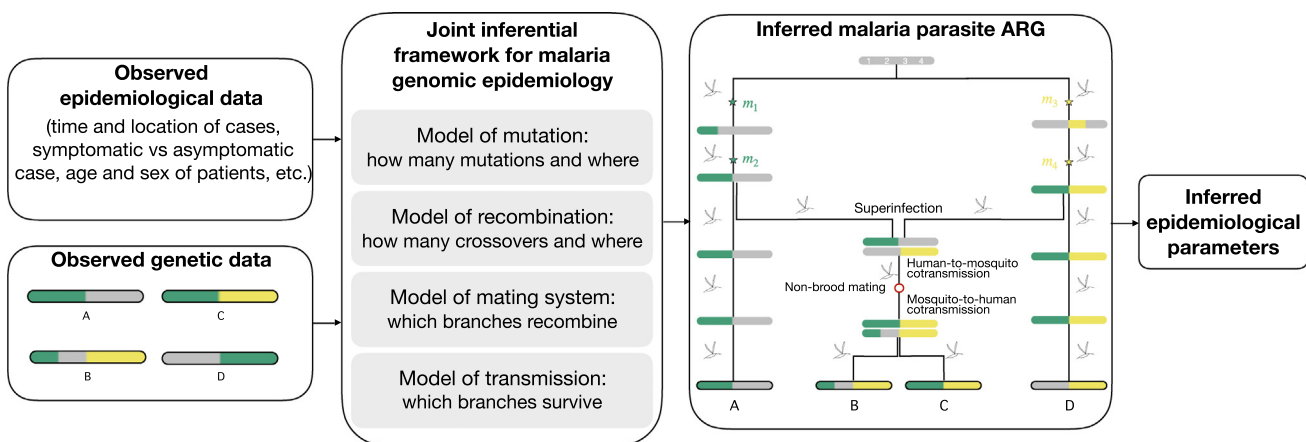 Observed
epidemiological data
(time and location of cases,
symptomatic vs asymptomatic
case, age and sex of patients, etc.)
Observed genetic data
A
C
B
D
Joint inferential
framework for malaria
genomic epidemiology
Model of mutation:
how many mutations and where
Model of recombination:
how many crossovers and where
Model of mating system:
which branches recombine
Model of transmission:
which branches survive
Inferred malaria parasite ARG
1 2 3 4
m1
m3
m2
m4
Superinfection
Human-to-mosquito
cotransmission
Non-brood mating
Mosquito-to-human
cotransmission
A
B
C
D
Inferred
epidemiological
parameters